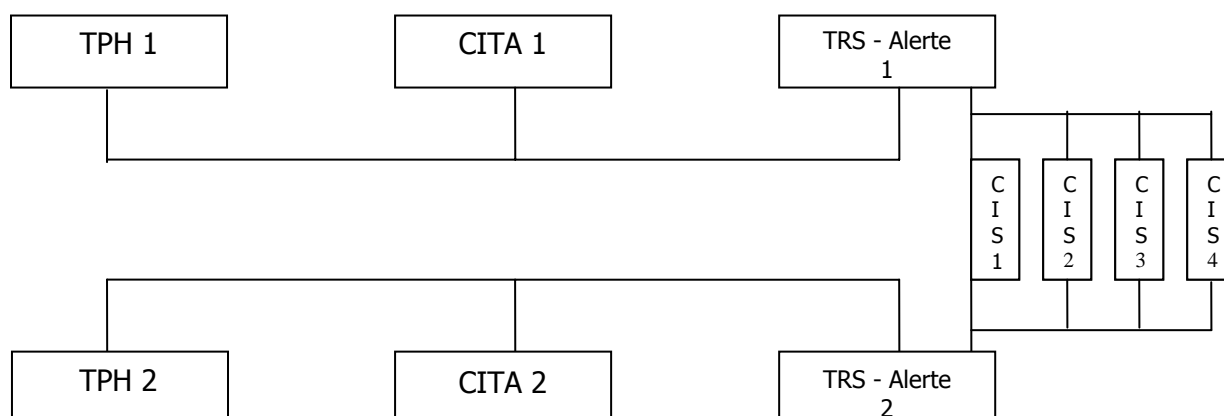 TPH 1
CITA 1
TRS - Alerte
1
C
I
S
1
C
I
S
2
C
I
S
3
C
I
S
4
TPH 2
CITA 2
TRS - Alerte
2